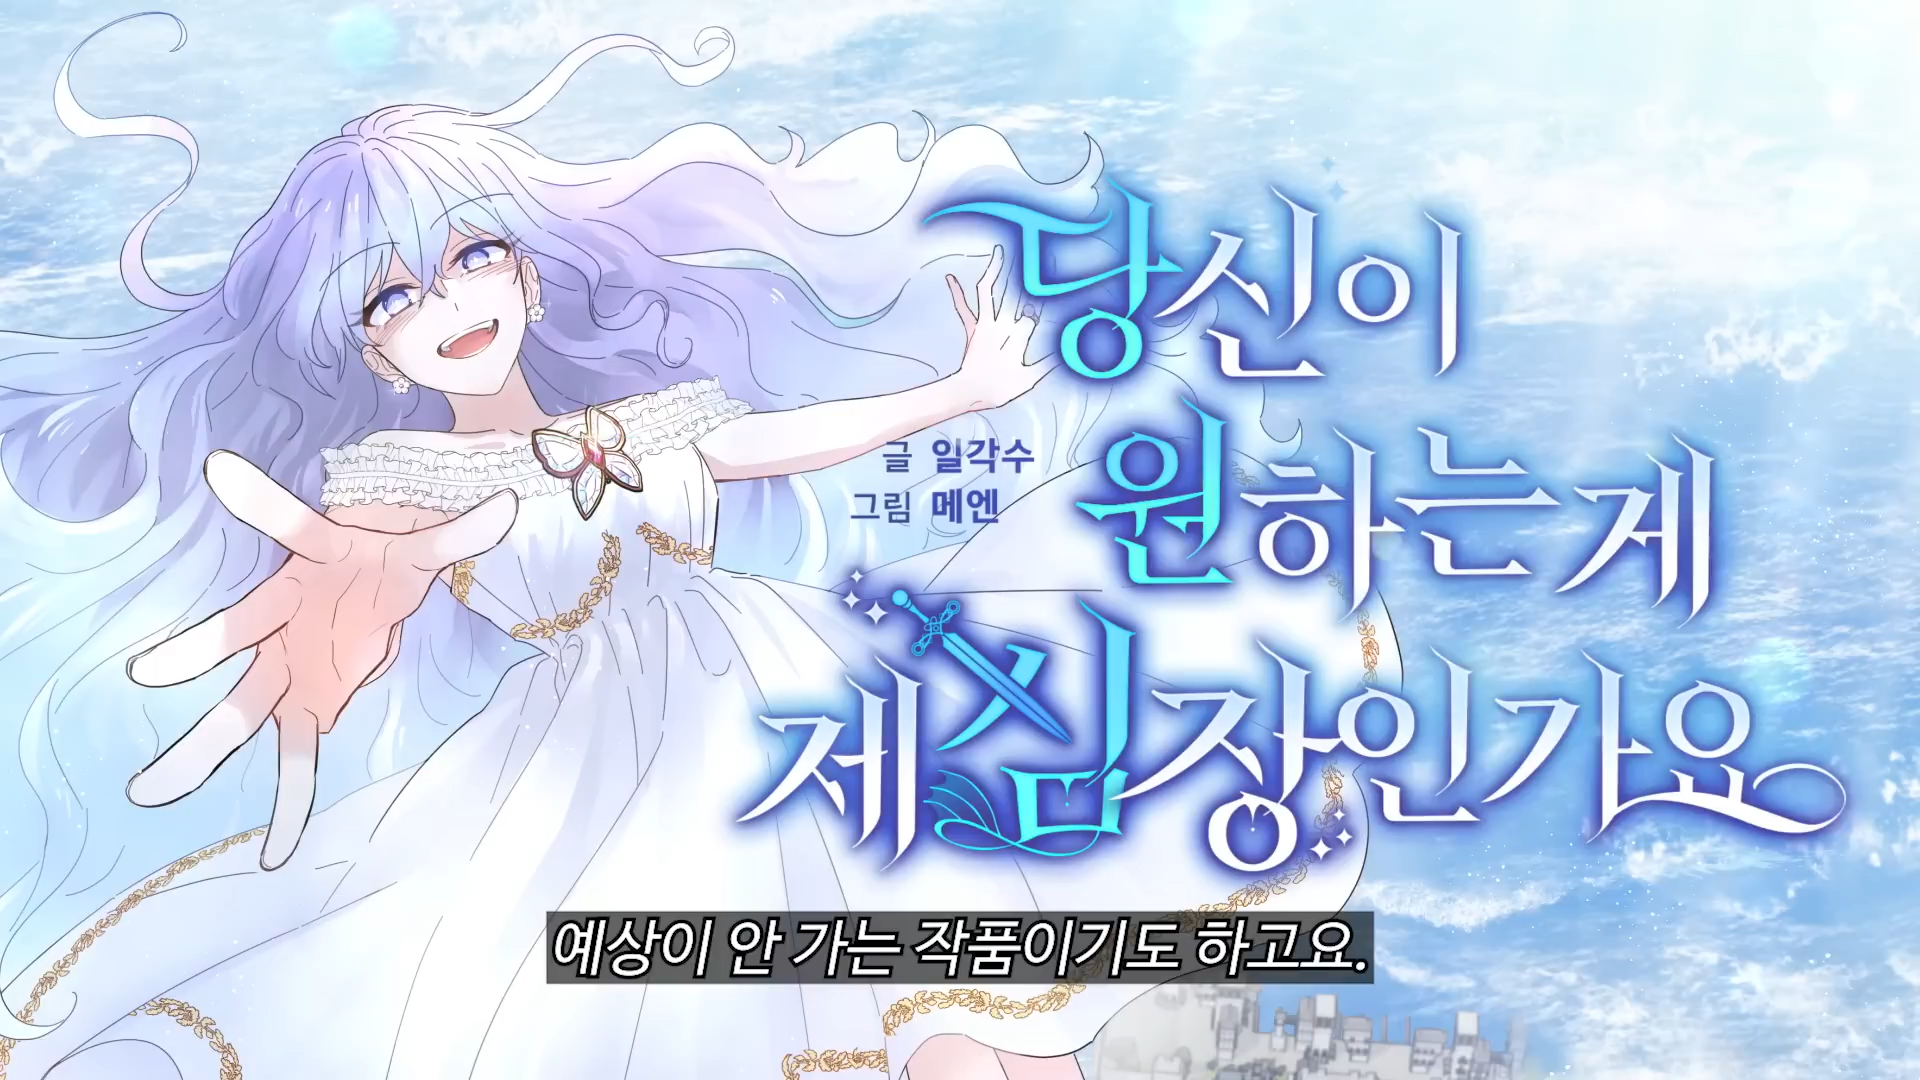 당신이
원하는게
제심장인가요
글 일각수
그림 메엔
예상이 안 가는 작품이기도 하고요.